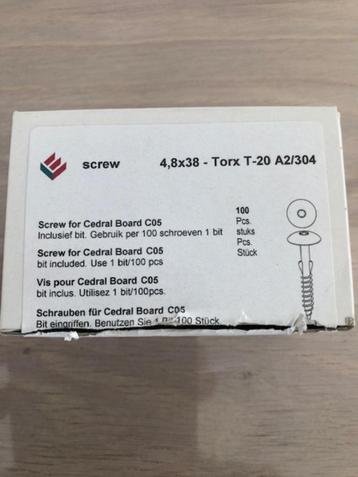 screw
4,8x38 - Torx T-20 A2/304
Screw for Cedral Board C05
Inclusief bit. Gebruik per 100 schroeven 1 bit
Screw for Cedral Board C05
bit included. Use 1 bit/100 pcs
Vis pour Cedral Board C05
bit inclus. Utilisez 1 bit/100pcs.
Schrauben für Cedral Board C05
Bit eingriffen. Benutzen Sie 100 Stück
100
Pcs.
stuks
Pcs.
Stück